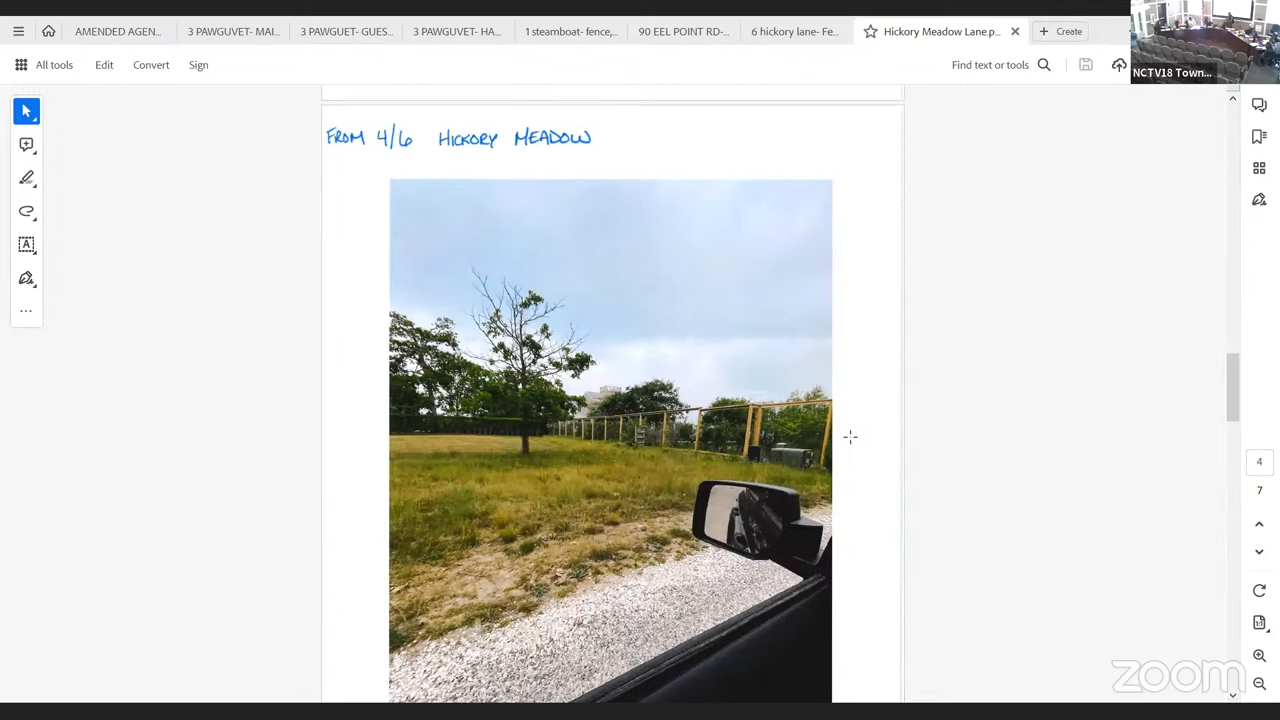 AMENDED AGEN...
3 PAWGUVET- MAI...
3 PAWGUET- GUES...
3 PAWGUVET- HA...
1 steamboat- fence,...
90 EEL POINT RD-...
6 hickory lane- Fe...
Hickory Meadow Lane.p...
Create
NCTV18 Town...
All tools
Edit
Convert
Sign
Find text or tools
FROM 4/6 HICKORY MEADOW
4
7
1:1
zoom